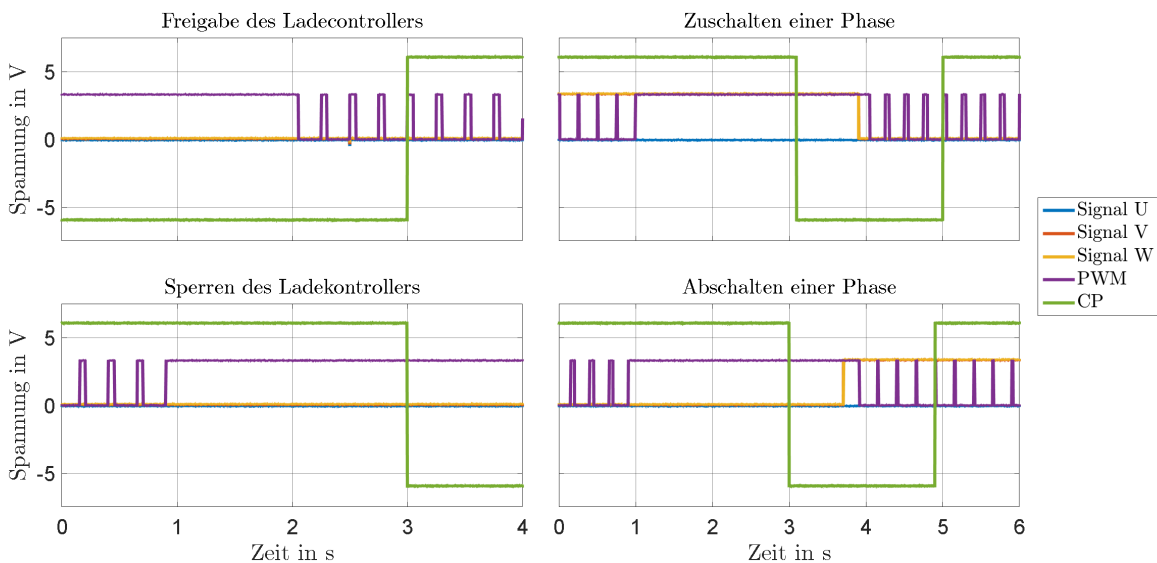 Freigabe des Ladecontrollers
Zuschalten einer Phase
Spannung in V
5
0
-5
Signal U
Signal V
Signal W
PWM
CP
Sperren des Ladekontrollers
Abschalten einer Phase
Spannung in V
5
0
-5
0 1 2 3 4
0 1 2 3 4 5 6
Zeit in s
Zeit in s